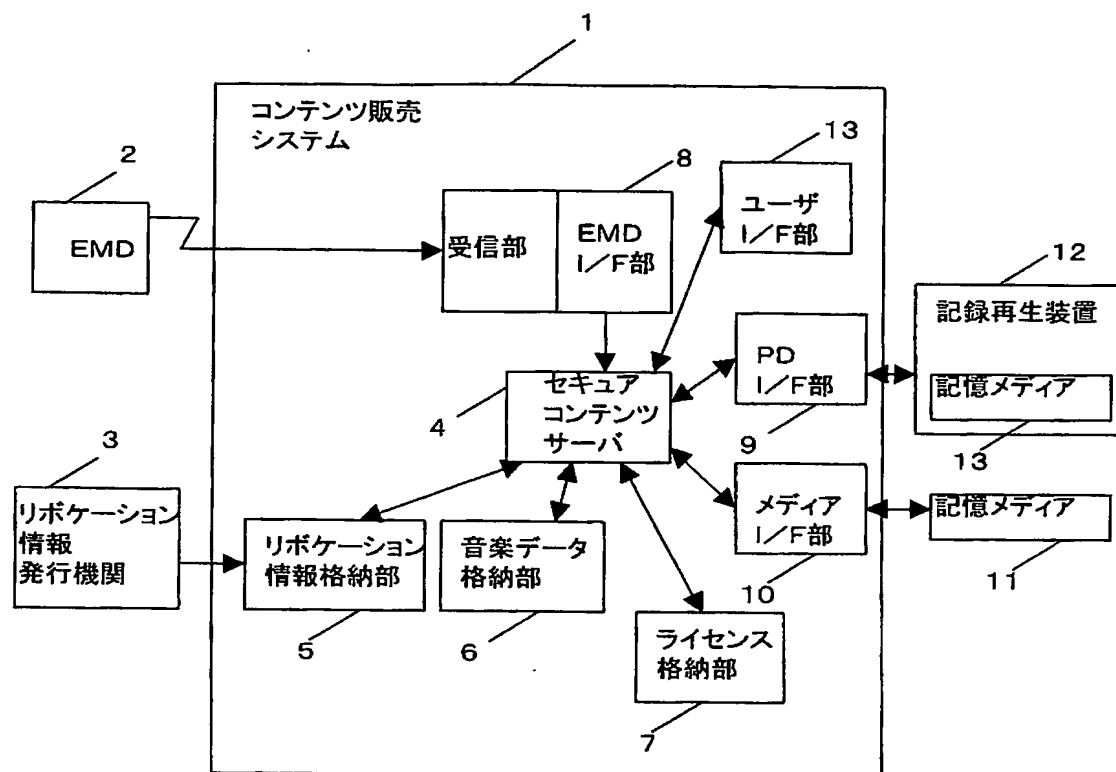 1
コンテンツ販売
システム
2
EMD
8
受信部
EMD
I/F部
13
ユーザ
I/F部
12
記録再生装置
記憶メディア
13
PD
I/F部
9
セキュア
コンテンツ
サーバ
4
3
リボケーション
情報
発行機関
リボケーション
情報格納部
5
音楽データ
格納部
6
メディア
I/F部
10
記憶メディア
11
ライセンス
格納部
7